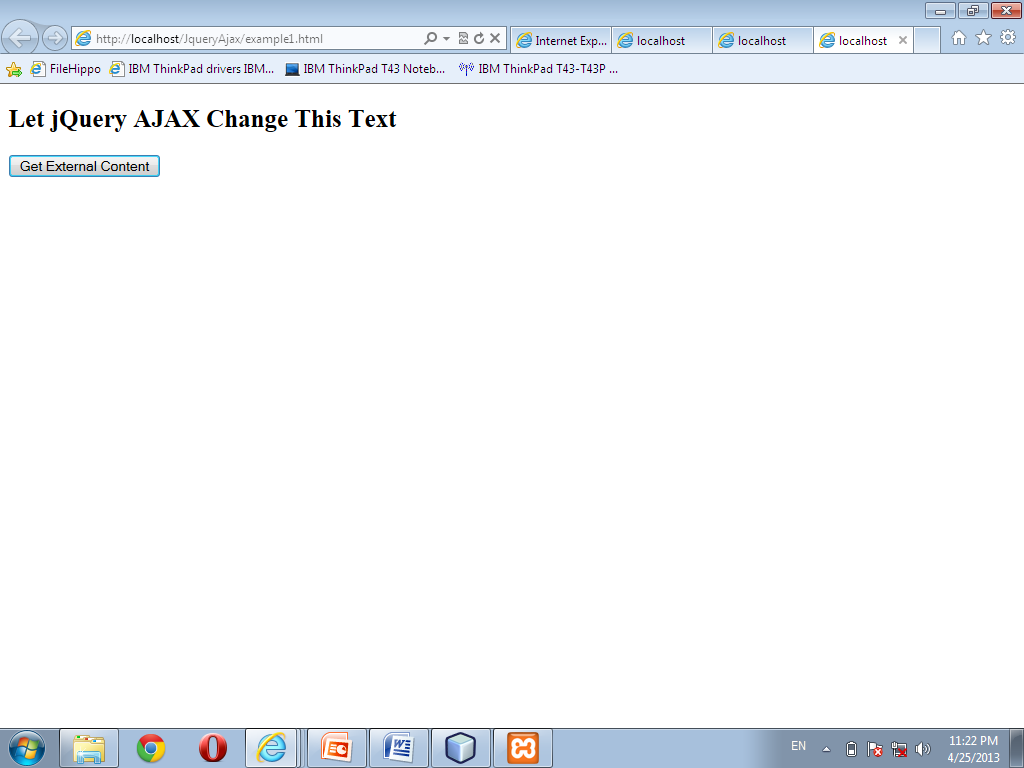 http://localhost/JqueryAjax/example1.html
Internet Exp...
localhost
localhost
localhost
FileHippo
IBM ThinkPad drivers IBM...
IBM ThinkPad T43 Noteb...
IBM ThinkPad T43-T43P ...
Let jQuery AJAX Change This Text
Get External Content
EN
11:22 PM
4/25/2013